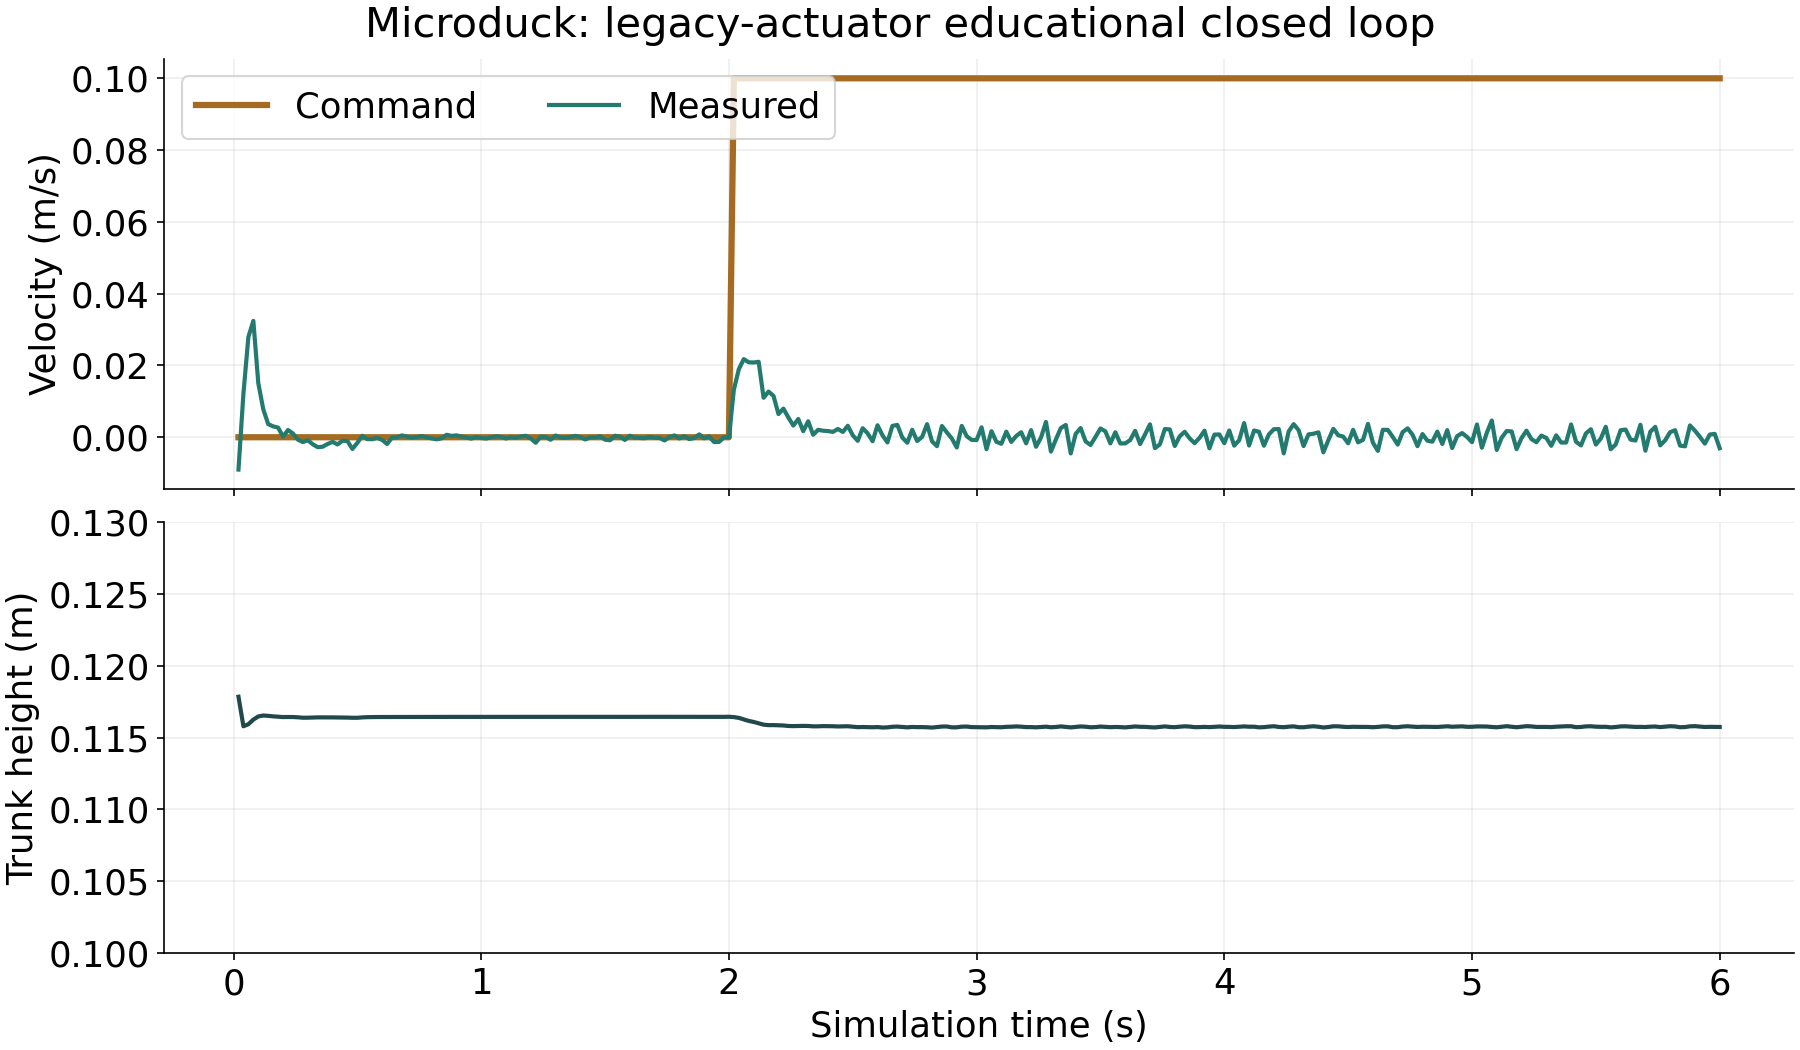 Microduck: legacy-actuator educational closed loop
Command
Measured
Velocity (m/s)
0.10
0.08
0.06
0.04
0.02
0.00
Trunk height (m)
0.130
0.125
0.120
0.115
0.110
0.105
0.100
0 1 2 3 4 5 6
Simulation time (s)